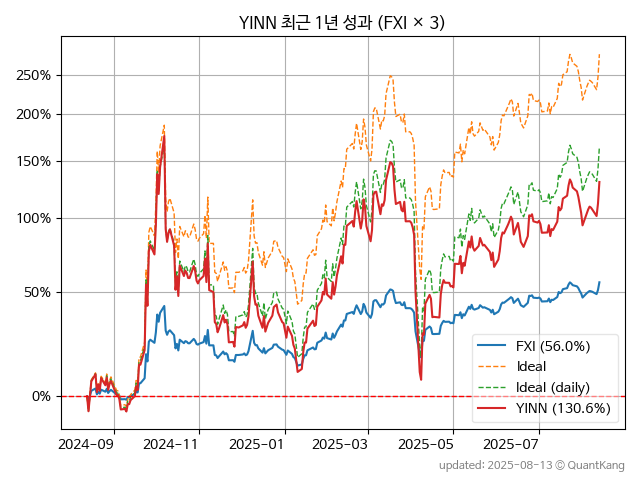 YINN 최근 1년 성과 (FXI × 3)
250%
200%
150%
100%
50%
0%
FXI (56.0%)
Ideal
Ideal (daily)
YINN (130.6%)
2024-09 2024-11 2025-01 2025-03 2025-05 2025-07
updated: 2025-08-13 © QuantKang